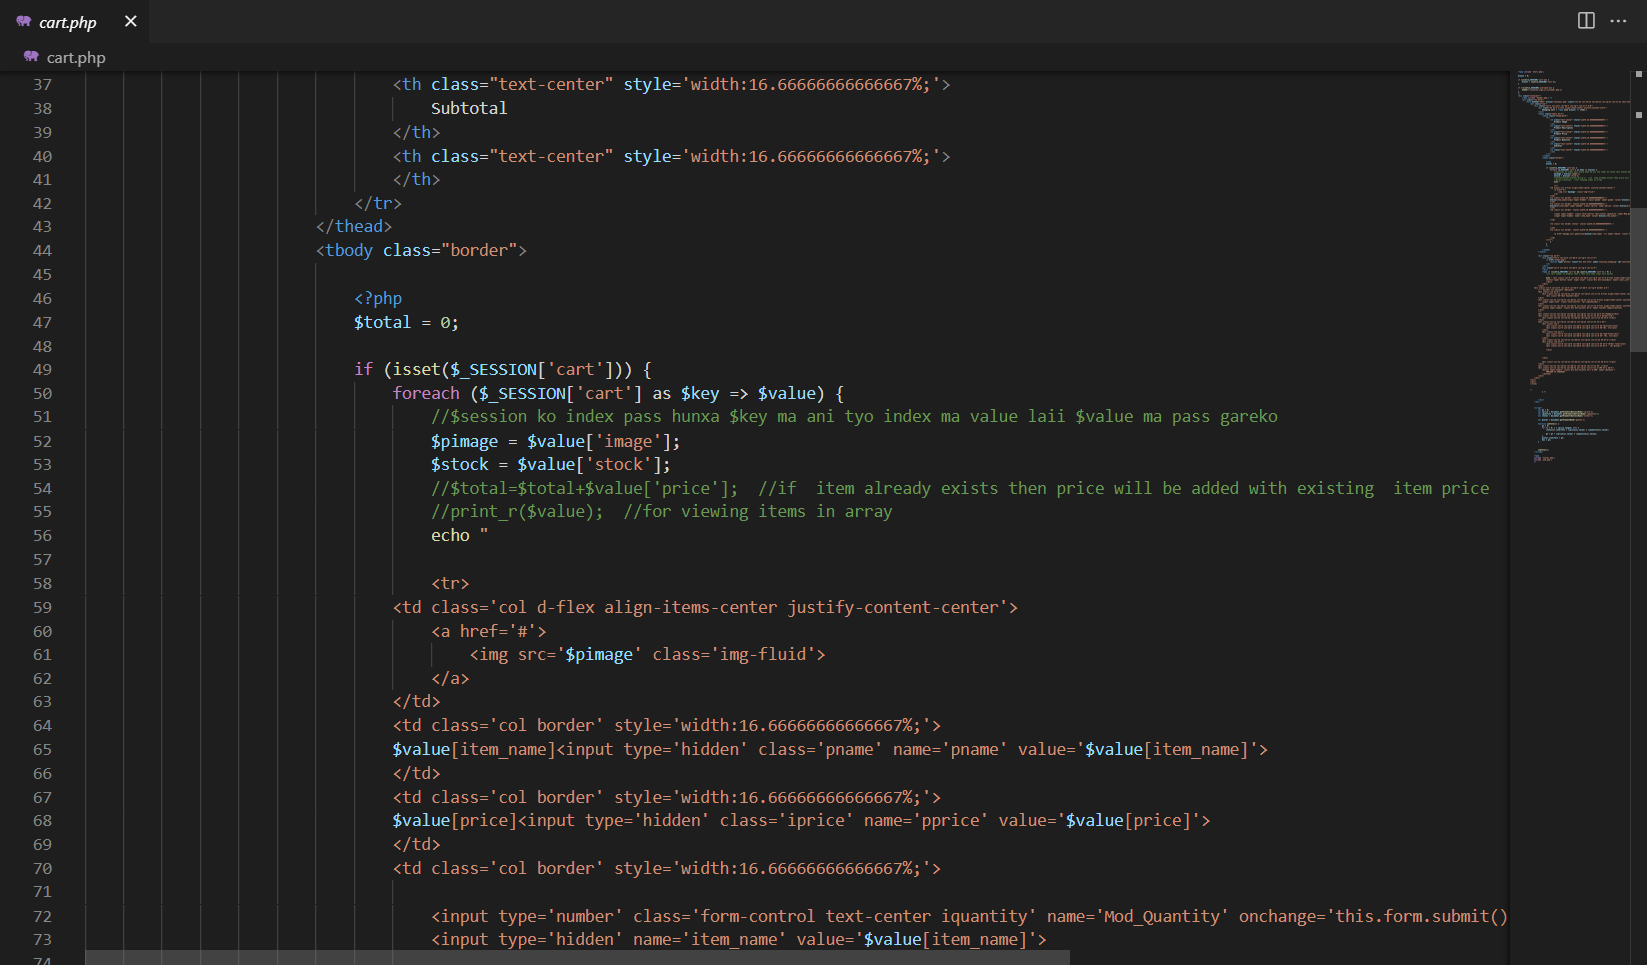 cart.php
cart.php
37 <th class="text-center" style='width:16.66666666666667%;'>
38 Subtotal
39 </th>
40 <th class="text-center" style='width:16.66666666666667%;'>
41 </th>
42 </tr>
43 </thead>
44 <tbody class="border">
45
46 <?php
47 $total = 0;
48
49 if (isset($_SESSION['cart'])) {
50 foreach ($_SESSION['cart'] as $key => $value) {
51 //$session ko index pass hunxa $key ma ani tyo index ma value laii $value ma pass gareko
52 $pimage = $value['image'];
53 $stock = $value['stock'];
54 //$total=$total+$value['price'];  //if  item already exists then price will be added with existing  item price
55 //print_r($value);  //for viewing items in array
56 echo "
57
58 <tr>
59 <td class='col d-flex align-items-center justify-content-center'>
60 <a href='#'>
61 <img src='$pimage' class='img-fluid'>
62 </a>
63 </td>
64 <td class='col border' style='width:16.66666666666667%;'>
65 $value[item_name]<input type='hidden' class='pname' name='pname' value='$value[item_name]'>
66 </td>
67 <td class='col border' style='width:16.66666666666667%;'>
68 $value[price]<input type='hidden' class='iprice' name='pprice' value='$value[price]'>
69 </td>
70 <td class='col border' style='width:16.66666666666667%;'>
71
72 <input type='number' class='form-control text-center iquantity' name='Mod_Quantity' onchange='this.form.submit()
73 <input type='hidden' name='item_name' value='$value[item_name]'>
74